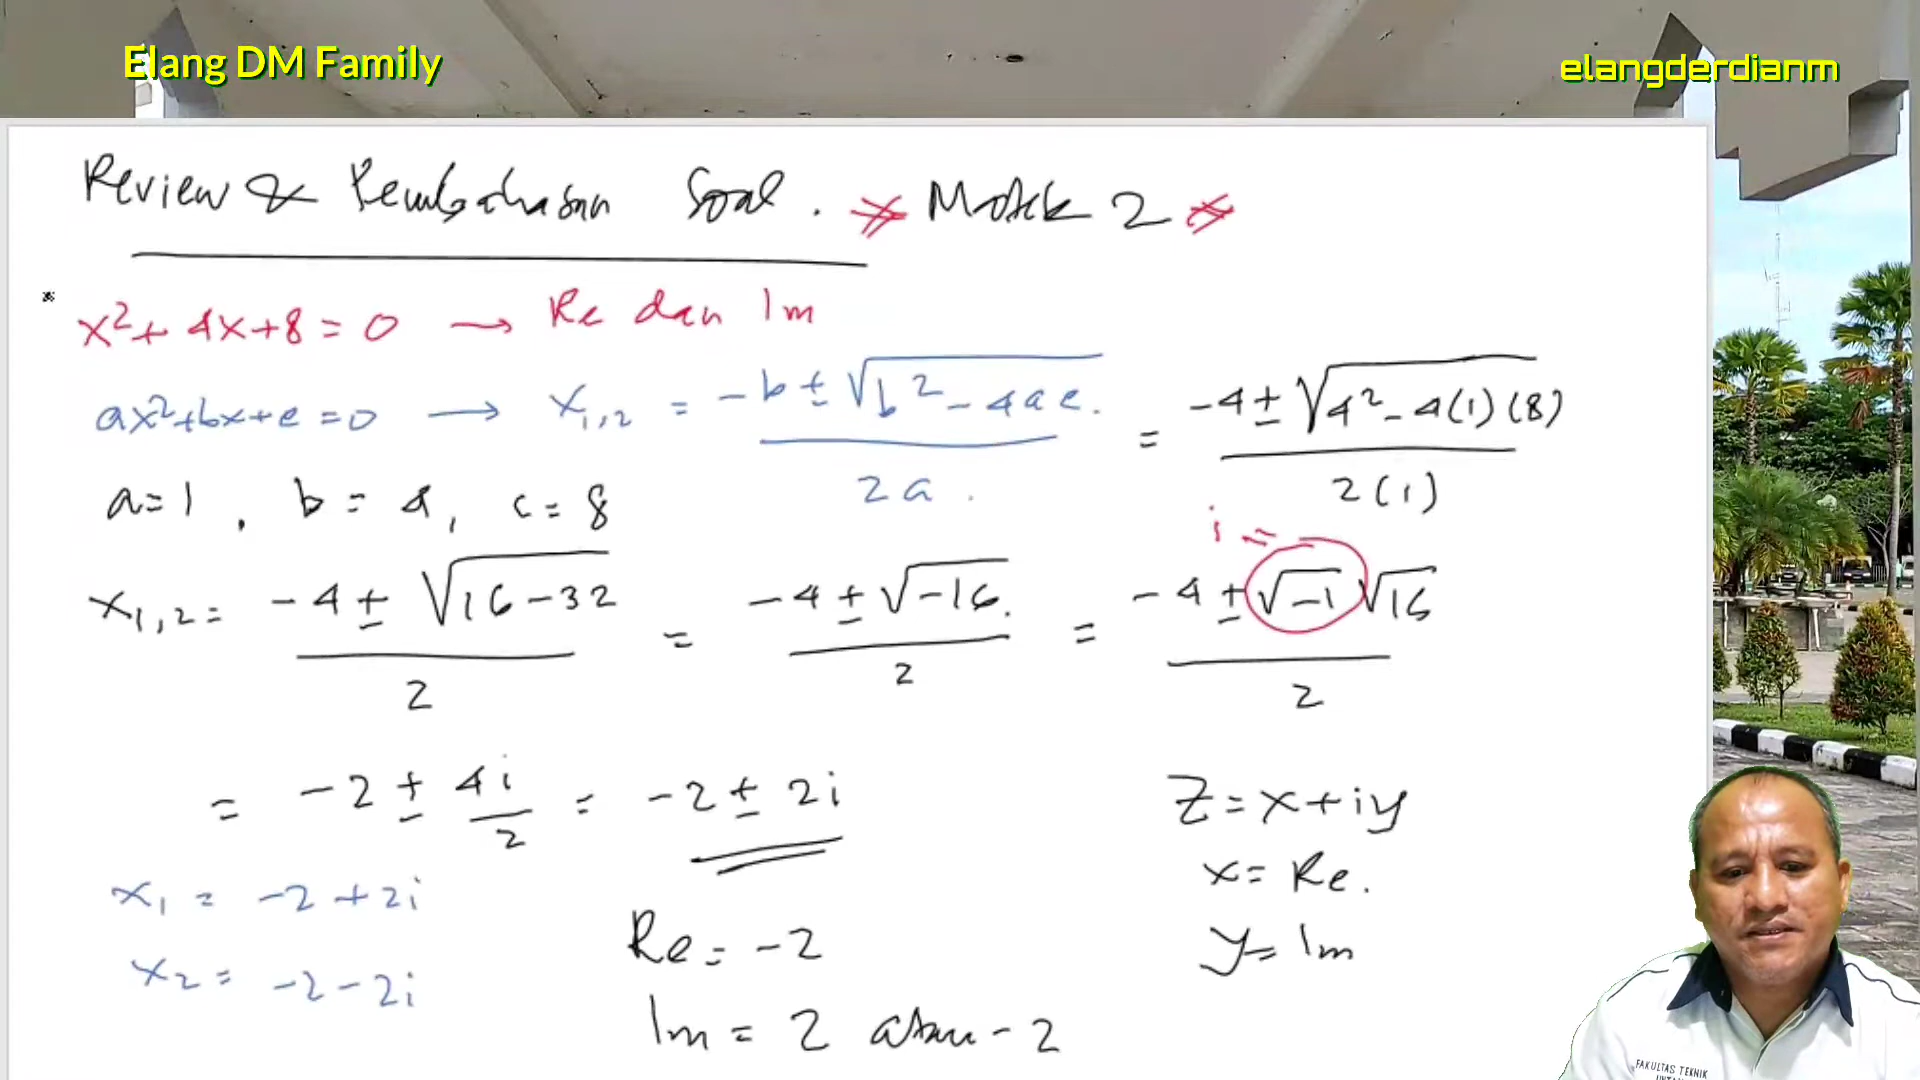 Elang DM Family
elangderdianm
Review & Pembahasan Soal. * Matek 2 *
x²+4x+8=0 → Re dan Im
ax²+bx+c=0 → x₁,₂ = (-b ± √(b²-4ac)) / 2a = (-4 ± √(4²-4(1)(8))) / 2(1)
a=1, b=4, c=8
i =
x₁,₂ = (-4 ± √(16-32)) / 2 = (-4 ± √-16) / 2 = (-4 ± √-1 √16) / 2
= -2 ± 4i/2 = -2 ± 2i
z=x+iy
x₁ = -2+2i
x=Re.
Re = -2
y=Im
x₂ = -2-2i
Im = 2 atau -2
FAKULTAS TEKNIK